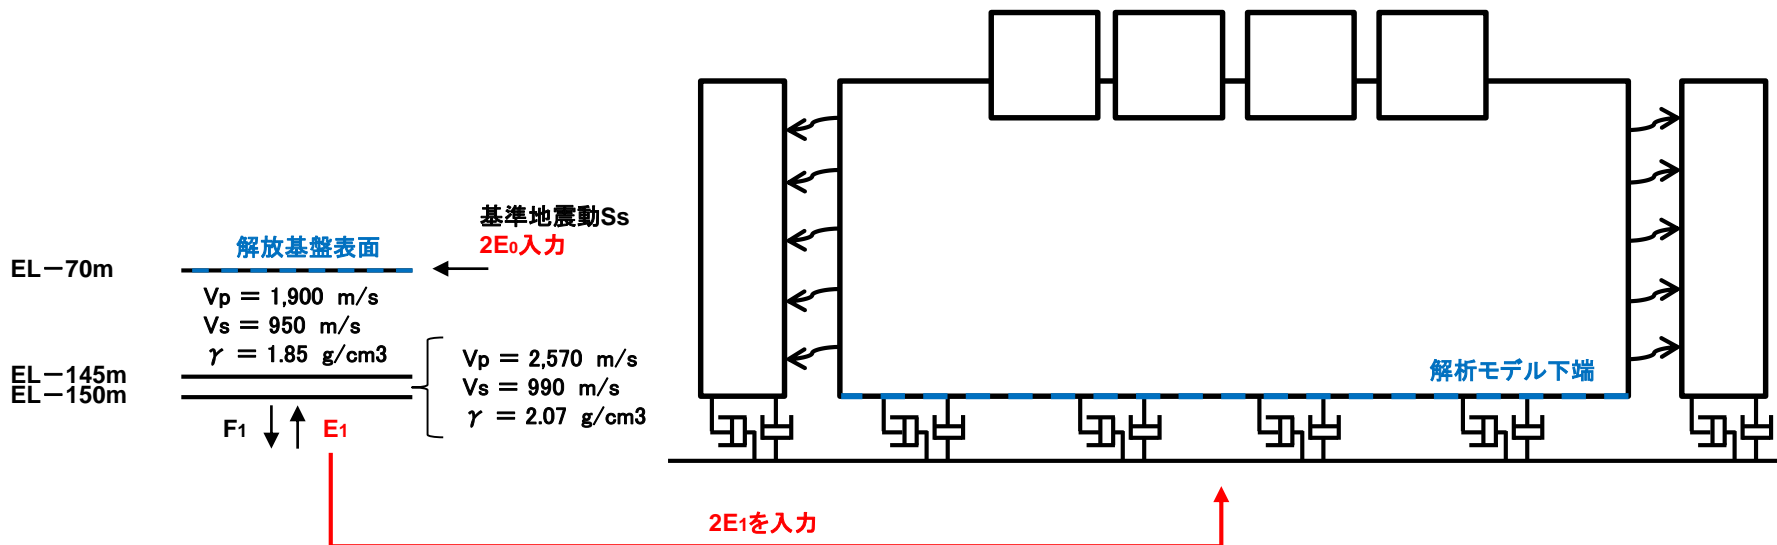 基準地震動Ss
2E0入力
解放基盤表面
EL−70m
Vp = 1,900 m/s
Vs = 950 m/s
γ = 1.85 g/cm3
EL−145m
EL−150m
Vp = 2,570 m/s
Vs = 990 m/s
γ = 2.07 g/cm3
F1
E1
解析モデル下端
2E1を入力